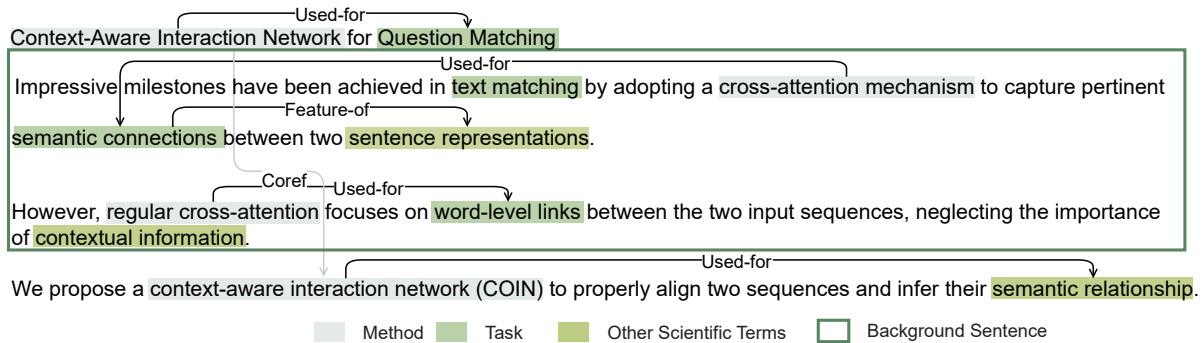 Used-for
Context-Aware Interaction Network for Question Matching
Used-for
Impressive milestones have been achieved in text matching by adopting a cross-attention mechanism to capture pertinent
Feature-of
semantic connections between two sentence representations.
Coref Used-for
However, regular cross-attention focuses on word-level links between the two input sequences, neglecting the importance
of contextual information.
Used-for
We propose a context-aware interaction network (COIN) to properly align two sequences and infer their semantic relationship.
Method Task Other Scientific Terms Background Sentence